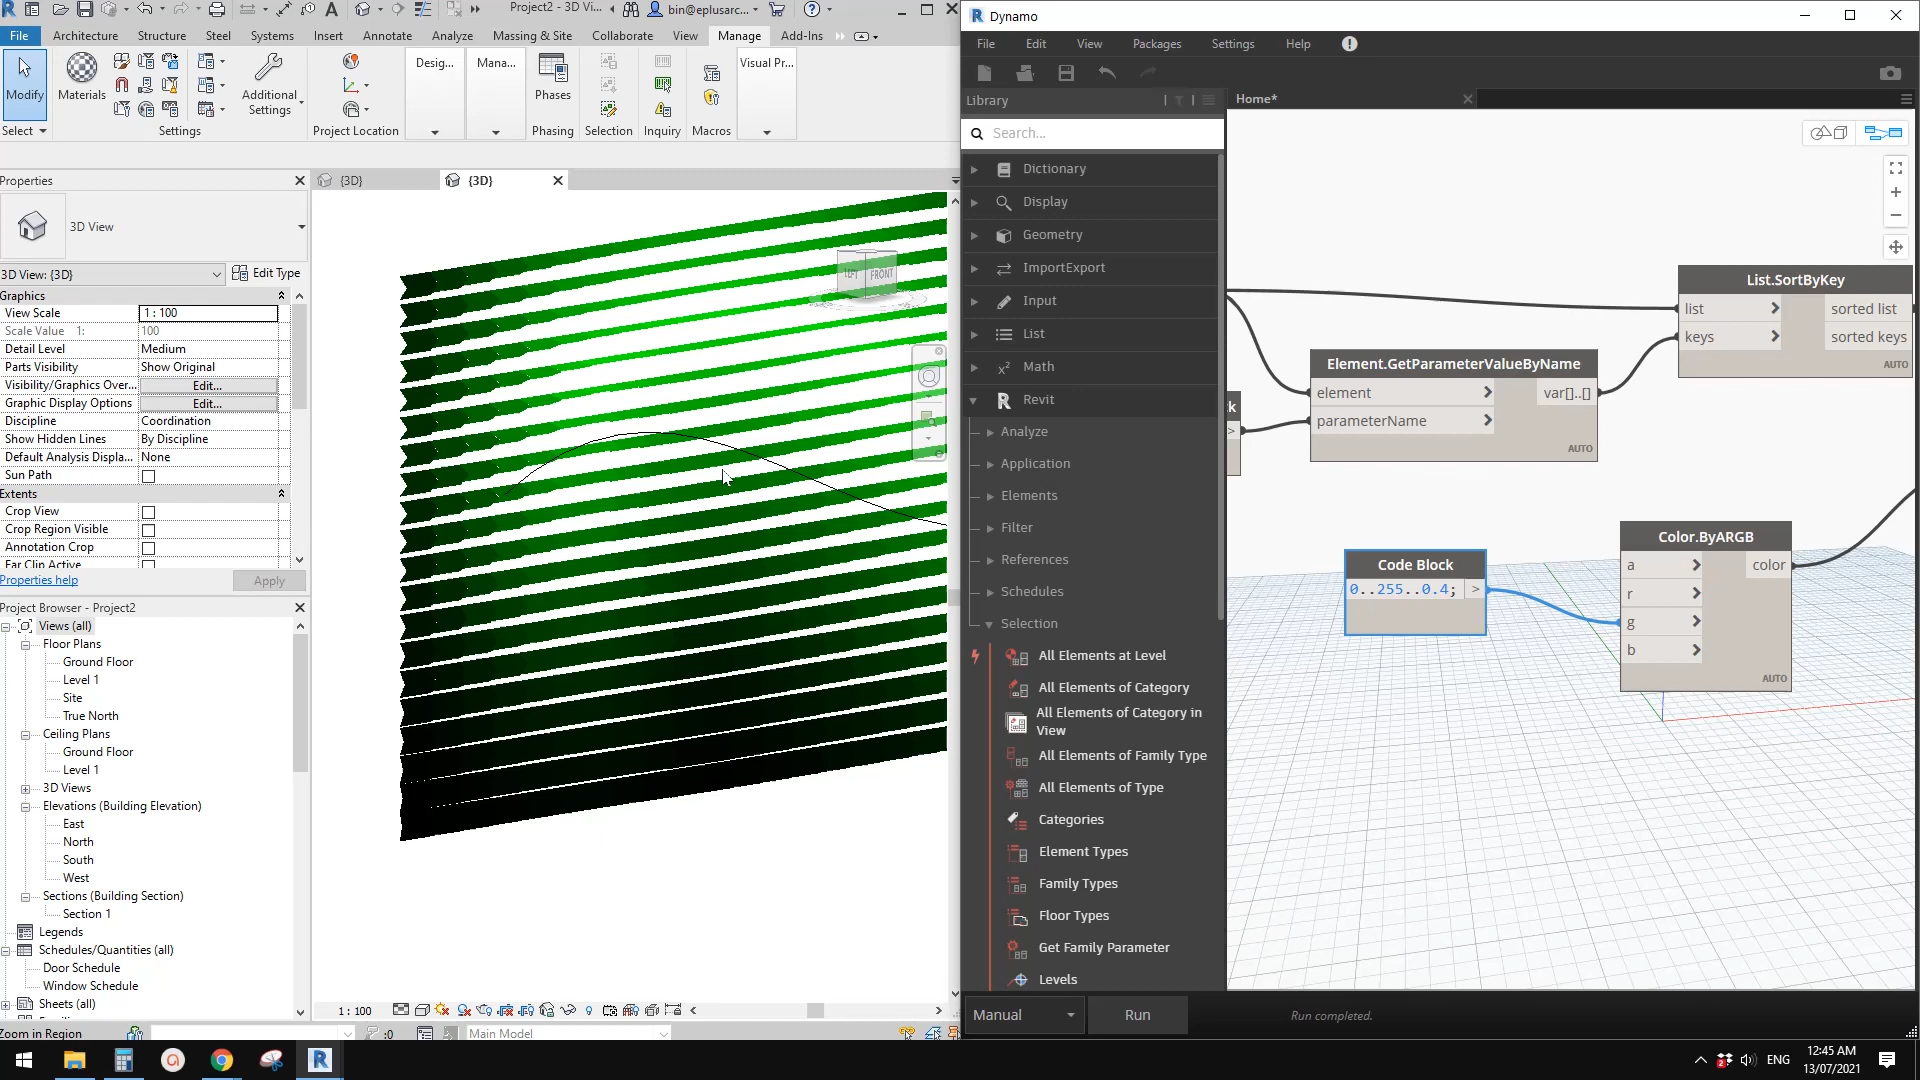 Project2 - 3D Vi...
bin@eplusarc...
File
Architecture
Structure
Steel
Systems
Insert
Annotate
Analyze
Massing & Site
Collaborate
View
Manage
Add-Ins
Modify
Materials
Additional
Settings
Desig...
Mana...
Phases
Visual Pr...
Select
Settings
Project Location
Phasing
Selection
Inquiry
Macros
Properties
{3D}
{3D}
3D View
3D View: {3D}
Edit Type
Graphics
View Scale
1 : 100
Scale Value 1:
100
Detail Level
Medium
Parts Visibility
Show Original
Visibility/Graphics Over...
Edit...
Graphic Display Options
Edit...
Discipline
Coordination
Show Hidden Lines
By Discipline
Default Analysis Displa...
None
Sun Path
Extents
Crop View
Crop Region Visible
Annotation Crop
Far Clip Active
Properties help
Apply
Project Browser - Project2
Views (all)
Floor Plans
Ground Floor
Level 1
Site
True North
Ceiling Plans
Ground Floor
Level 1
3D Views
Elevations (Building Elevation)
East
North
South
West
Sections (Building Section)
Section 1
Legends
Schedules/Quantities (all)
Door Schedule
Window Schedule
Sheets (all)
LEFT
FRONT
1 : 100
Zoom in Region
:0
Main Model
Dynamo
File
Edit
View
Packages
Settings
Help
Library
Home*
Search...
Dictionary
Display
Geometry
ImportExport
Input
List
Math
Revit
Analyze
Application
Elements
Filter
References
Schedules
Selection
All Elements at Level
All Elements of Category
All Elements of Category in
View
All Elements of Family Type
All Elements of Type
Categories
Element Types
Family Types
Floor Types
Get Family Parameter
Levels
List.SortByKey
list
>
sorted list
keys
>
sorted keys
AUTO
Element.GetParameterValueByName
element
>
var[]..[]
parameterName
>
AUTO
k
>
Code Block
0..255..0.4;
>
Color.ByARGB
a
>
color
r
>
g
>
b
>
AUTO
Manual
Run
Run completed.
ENG
12:45 AM
13/07/2021